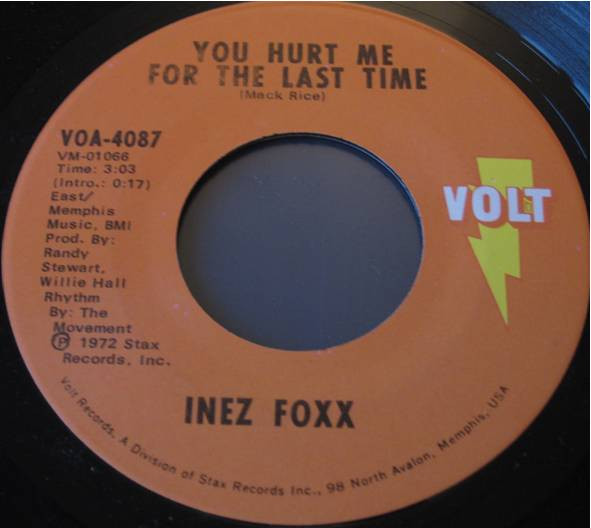 YOU HURT ME
FOR THE LAST TIME
(Mack Rice)
VOA-4087
VM-01066
Time: 3:03
(Intro.: 0:17)
East/
Memphis
Music, BMI
Prod. By:
Randy
Stewart,
Willie Hall
Rhythm
By: The
Movement
Ⓟ 1972 Stax
Records, Inc.
VOLT
INEZ FOXX
Volt Records, A Division of Stax Records Inc., 98 North Avalon, Memphis, USA